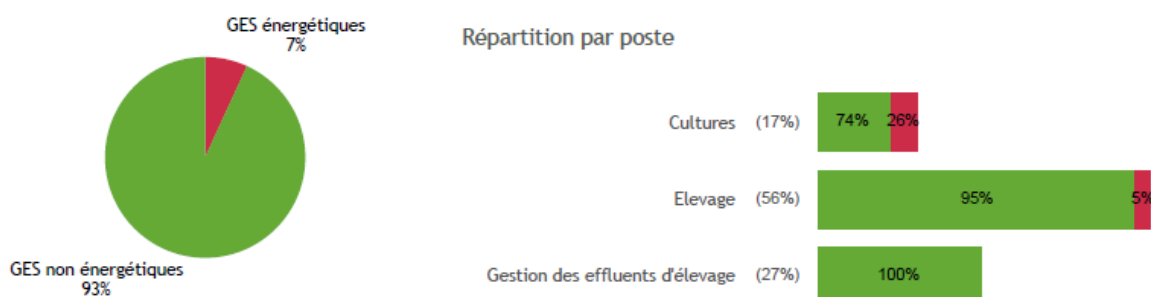 GES énergétiques
7%
GES non énergétiques
93%
Répartition par poste
Cultures (17%) 74% 26%
Elevage (56%) 95% 5%
Gestion des effluents d'élevage (27%) 100%